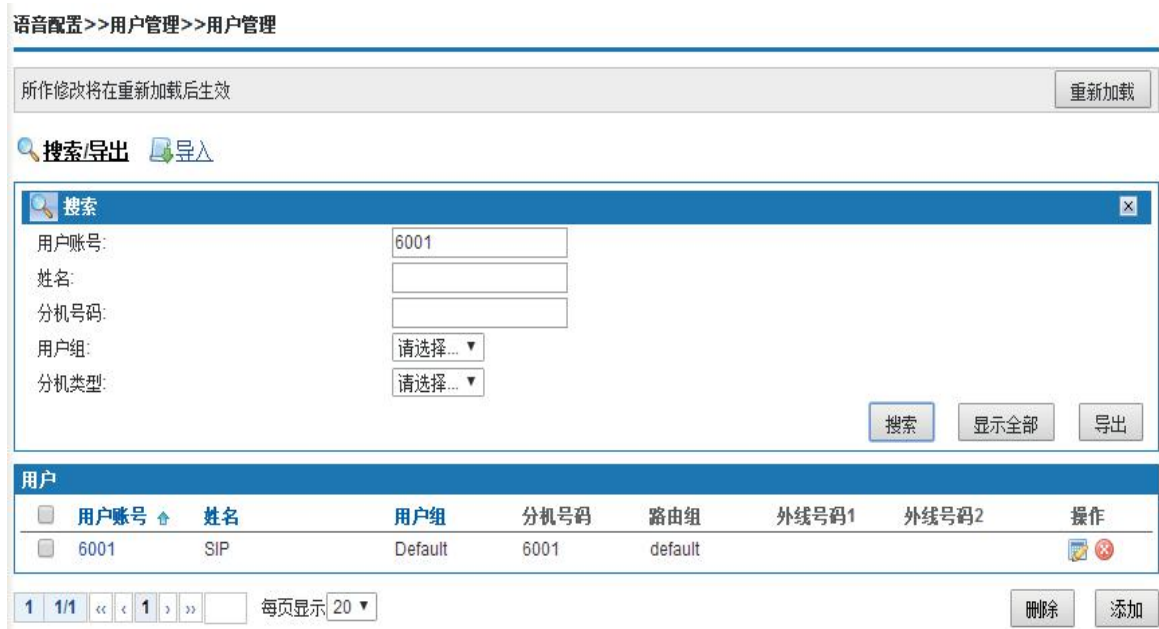 语音配置>>用户管理>>用户管理
所作修改将在重新加载后生效 重新加载
搜索/导出 导入
搜索
用户账号: 6001
姓名:
分机号码:
用户组: 请选择...
分机类型: 请选择...
搜索 显示全部 导出
用户
用户账号 姓名 用户组 分机号码 路由组 外线号码1 外线号码2 操作
6001 SIP Default 6001 default
1 1/1 « ‹ 1 › » 每页显示 20 删除 添加